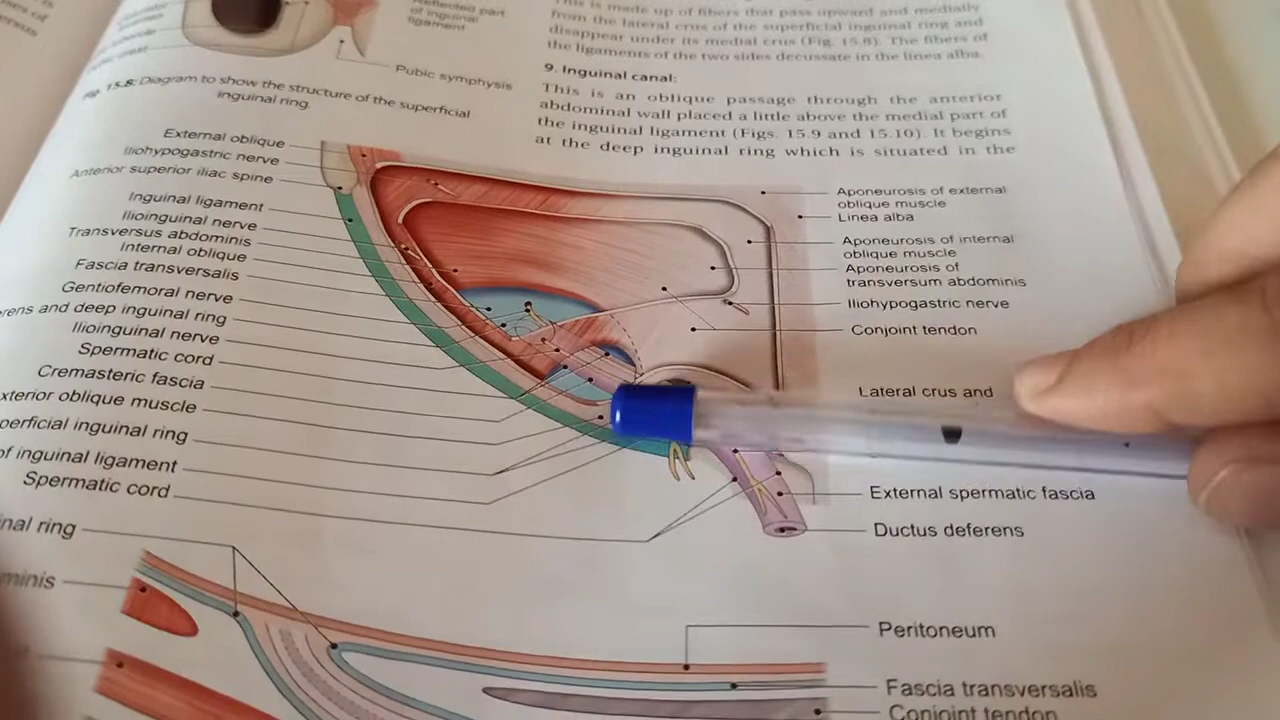 Reflected part
of inguinal
ligament
Pubic symphysis
Fig. 15.8: Diagram to show the structure of the superficial
inguinal ring.
This is made up of fibers that pass upward and medially
from the lateral crus of the superficial inguinal ring and
disappear under its medial crus (Fig. 15.8). The fibers of
the ligaments of the two sides decussate in the linea alba.
9. Inguinal canal:
This is an oblique passage through the anterior
abdominal wall placed a little above the medial part of
the inguinal ligament (Figs. 15.9 and 15.10). It begins
at the deep inguinal ring which is situated in the
External oblique
Iliohypogastric nerve
Anterior superior iliac spine
Inguinal ligament
Ilioinguinal nerve
Transversus abdominis
Internal oblique
Fascia transversalis
Gentiofemoral nerve
and deep inguinal ring
Ilioinguinal nerve
Spermatic cord
Cremasteric fascia
oblique muscle
inguinal ring
of inguinal ligament
Spermatic cord
Aponeurosis of external
oblique muscle
Linea alba
Aponeurosis of internal
oblique muscle
Aponeurosis of
transversum abdominis
Iliohypogastric nerve
Conjoint tendon
Lateral crus and
External spermatic fascia
Ductus deferens
ring
Peritoneum
Fascia transversalis
Conjoint tendon